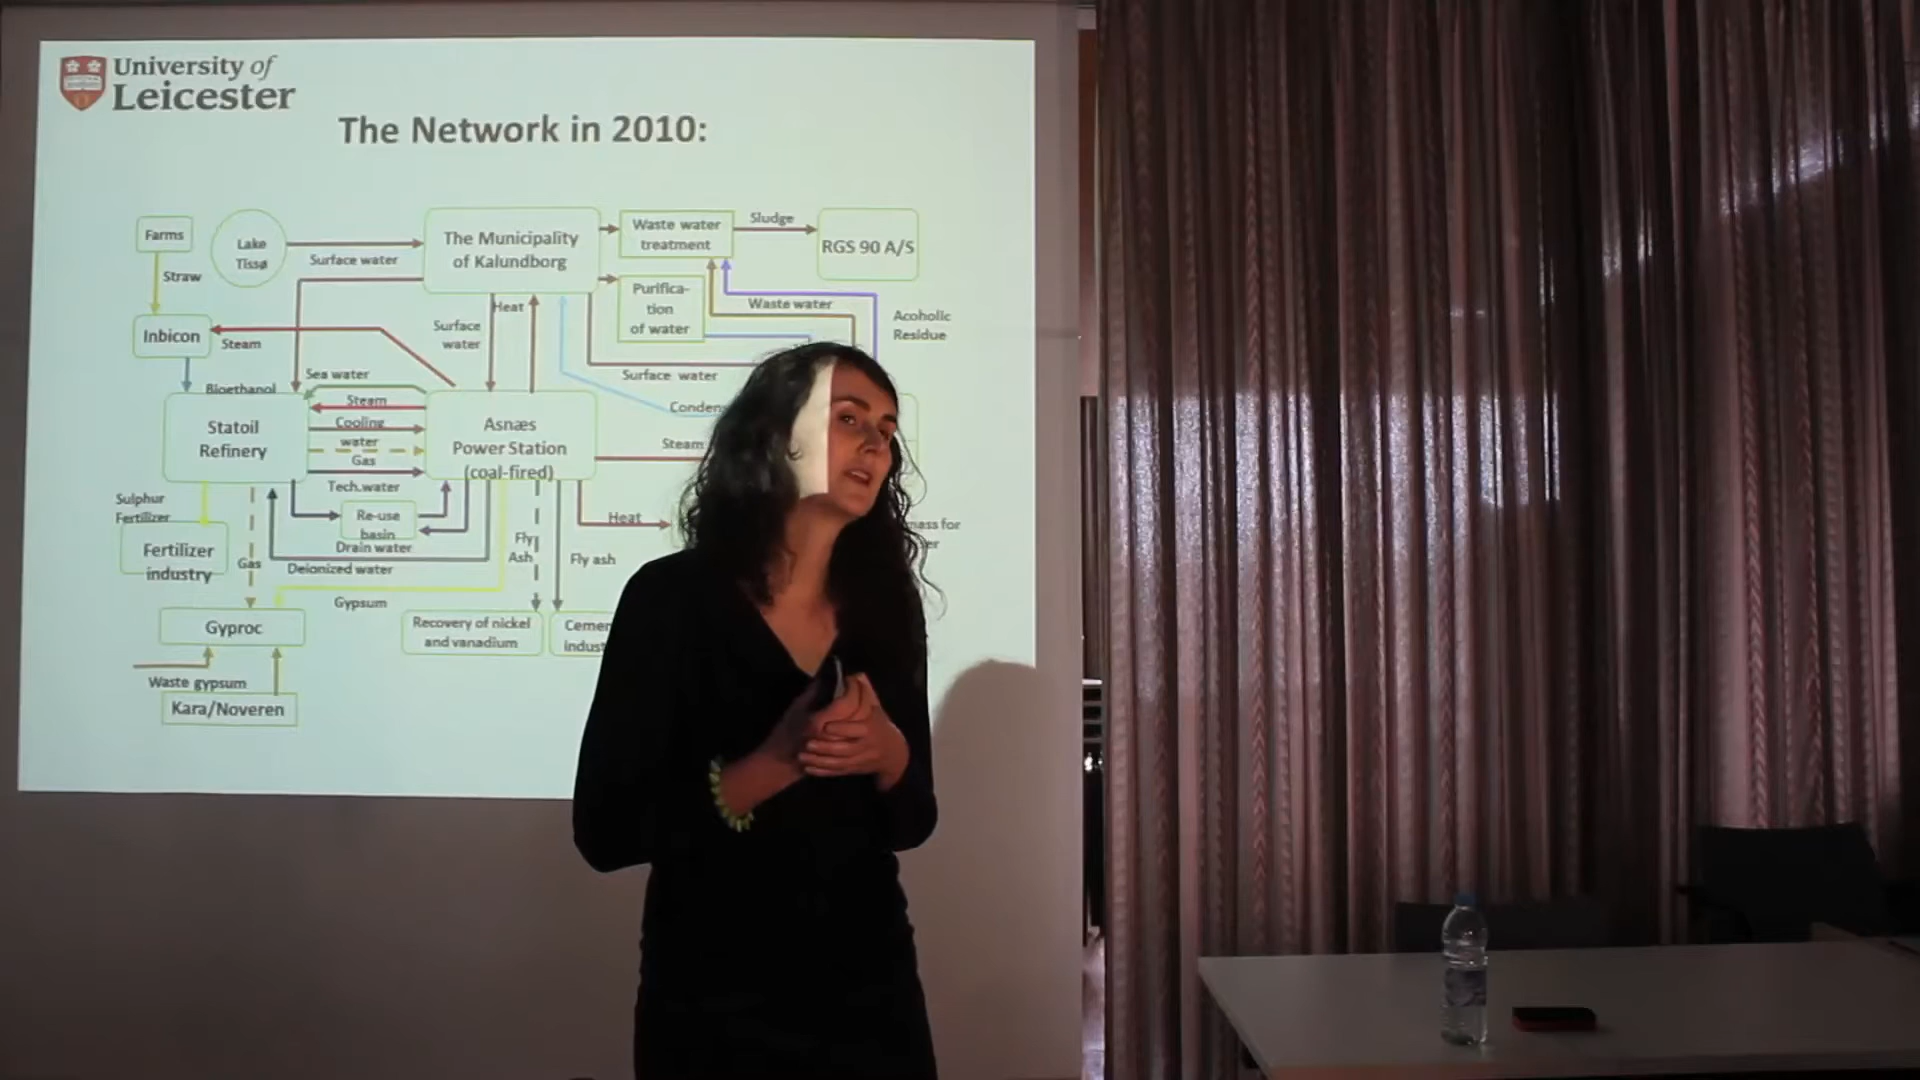 University of
Leicester
The Network in 2010:
Farms
Lake
Tissø
Surface water
The Municipality
of Kalundborg
Waste water
treatment
Sludge
RGS 90 A/S
Straw
Purifica-
tion
of water
Waste water
Acoholic
Residue
Inbicon
Steam
Surface
water
Heat
Surface water
Sea water
Bioethanol
Steam
Cooling
water
Gas
Tech.water
Statoil
Refinery
Asnæs
Power Station
(coal-fired)
Steam
Sulphur
Fertilizer
Re-use
basin
Heat
Drain water
Fertilizer
industry
Gas
Deionized water
Fly
Ash
Fly ash
Gypsum
Gyproc
Recovery of nickel
and vanadium
Waste gypsum
Kara/Noveren
for